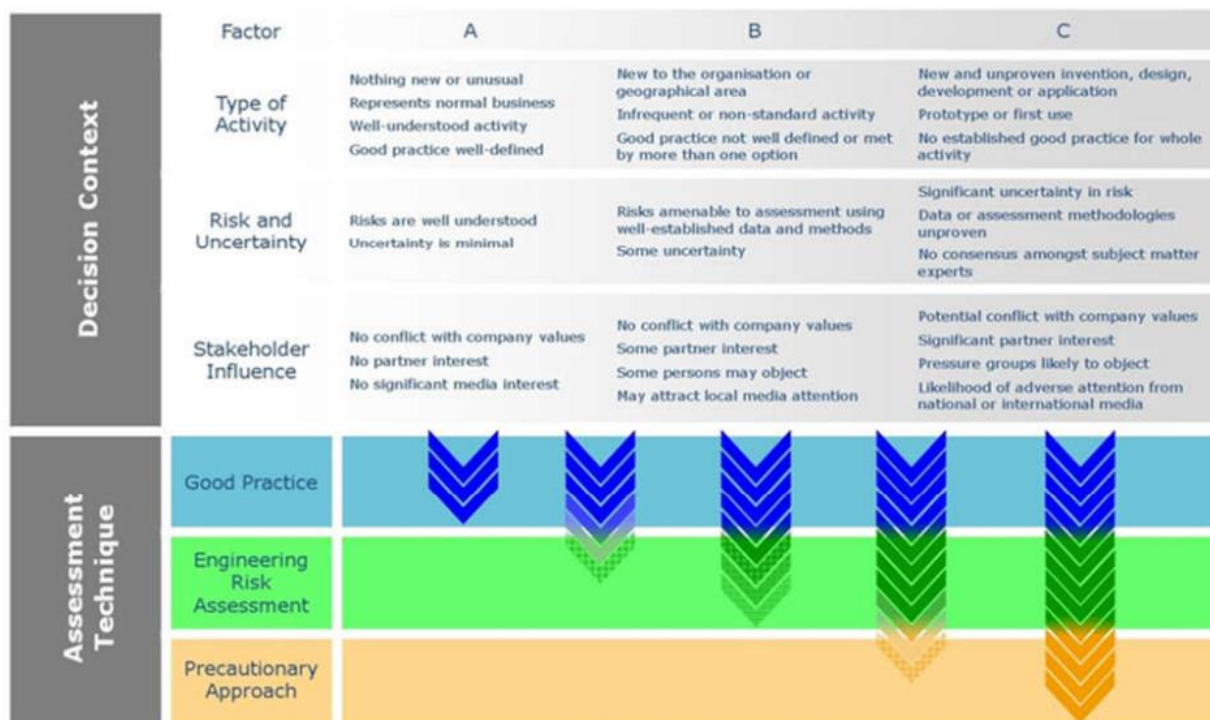 Decision Context
Factor
A
B
C
Type of
Activity
Nothing new or unusual
Represents normal business
Well-understood activity
Good practice well-defined
New to the organisation or
geographical area
Infrequent or non-standard activity
Good practice not well defined or met
by more than one option
New and unproven invention, design,
development or application
Prototype or first use
No established good practice for whole
activity
Risk and
Uncertainty
Risks are well understood
Uncertainty is minimal
Risks amenable to assessment using
well-established data and methods
Some uncertainty
Significant uncertainty in risk
Data or assessment methodologies
unproven
No consensus amongst subject matter
experts
Stakeholder
Influence
No conflict with company values
No partner interest
No significant media interest
No conflict with company values
Some partner interest
Some persons may object
May attract local media attention
Potential conflict with company values
Significant partner interest
Pressure groups likely to object
Likelihood of adverse attention from
national or international media
Assessment
Technique
Good Practice
Engineering
Risk
Assessment
Precautionary
Approach